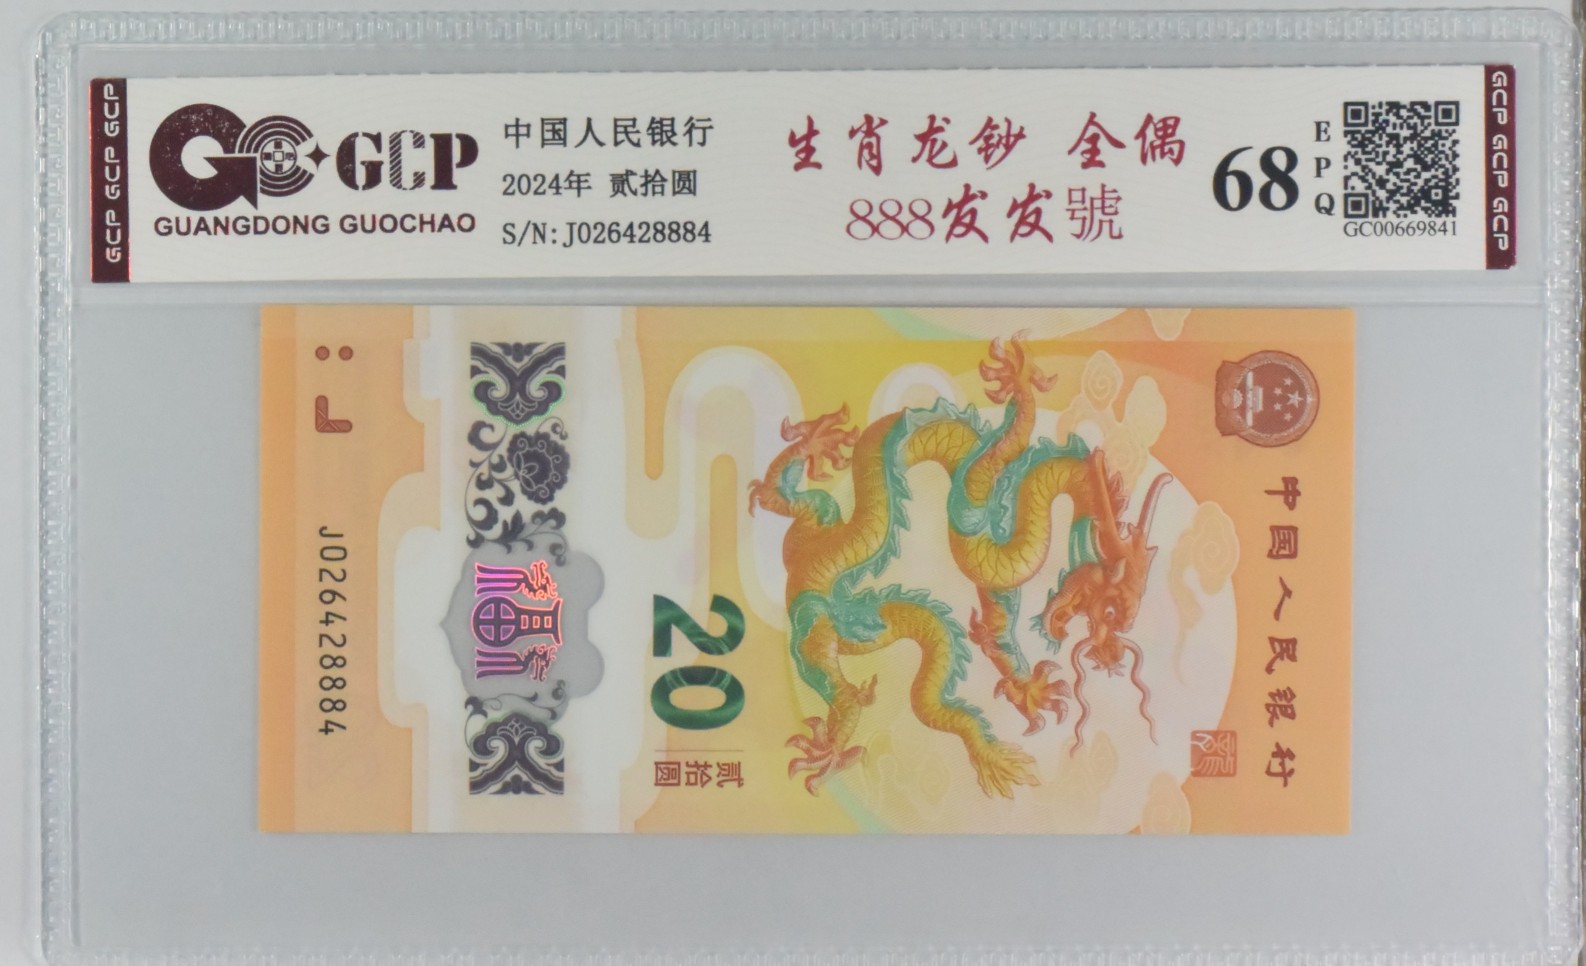 GCP GCP GCP
GCP
GUANGDONG GUOCHAO
中国人民银行
2024年 贰拾圆
S/N:J026428884
生肖龙钞 全偶
888发发號
68
EPQ
GC00669841
GCP GCP GCP
J026428884
20
贰拾圆
中国人民银行